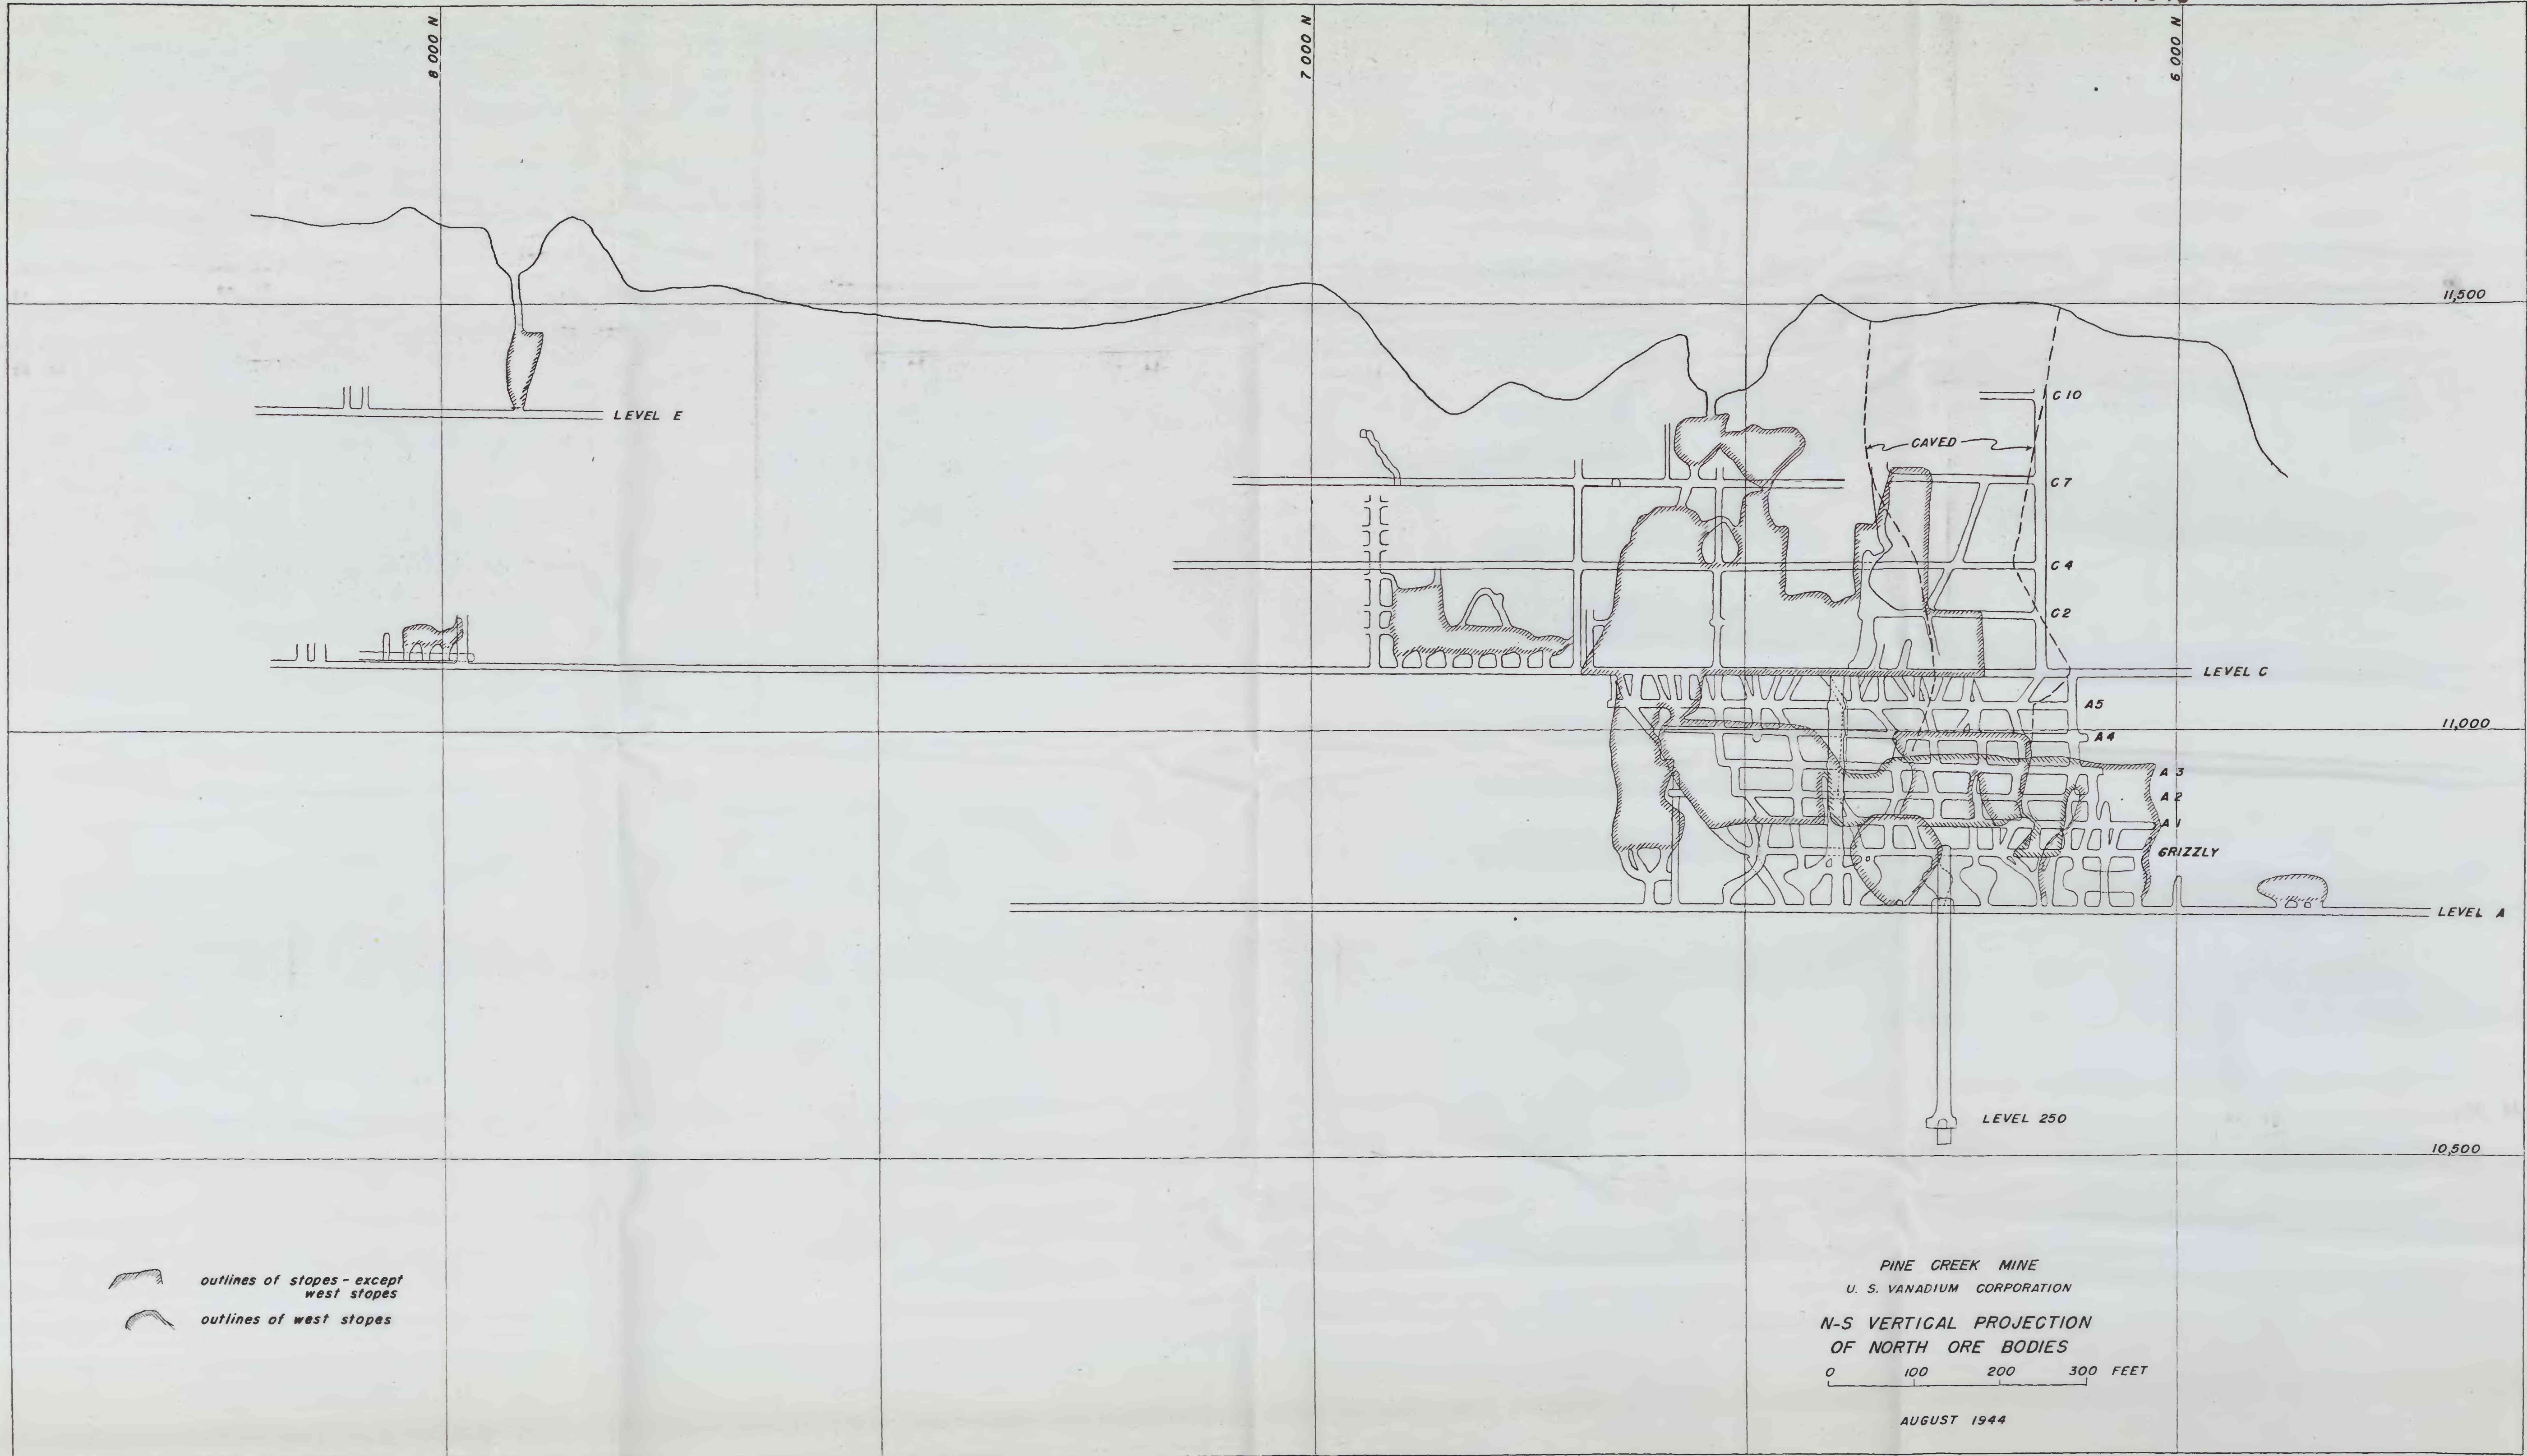 8 000 N
7 000 N
6 000 N
11,500
C 10
LEVEL E
CAVED
C 7
C 4
C 2
LEVEL C
A5
11,000
A 4
A 3
A 2
A 1
GRIZZLY
LEVEL A
LEVEL 250
10,500
outlines of stopes - except
west stopes
outlines of west stopes
PINE CREEK MINE
U. S. VANADIUM CORPORATION
N-S VERTICAL PROJECTION
OF NORTH ORE BODIES
0 100 200 300 FEET
AUGUST 1944